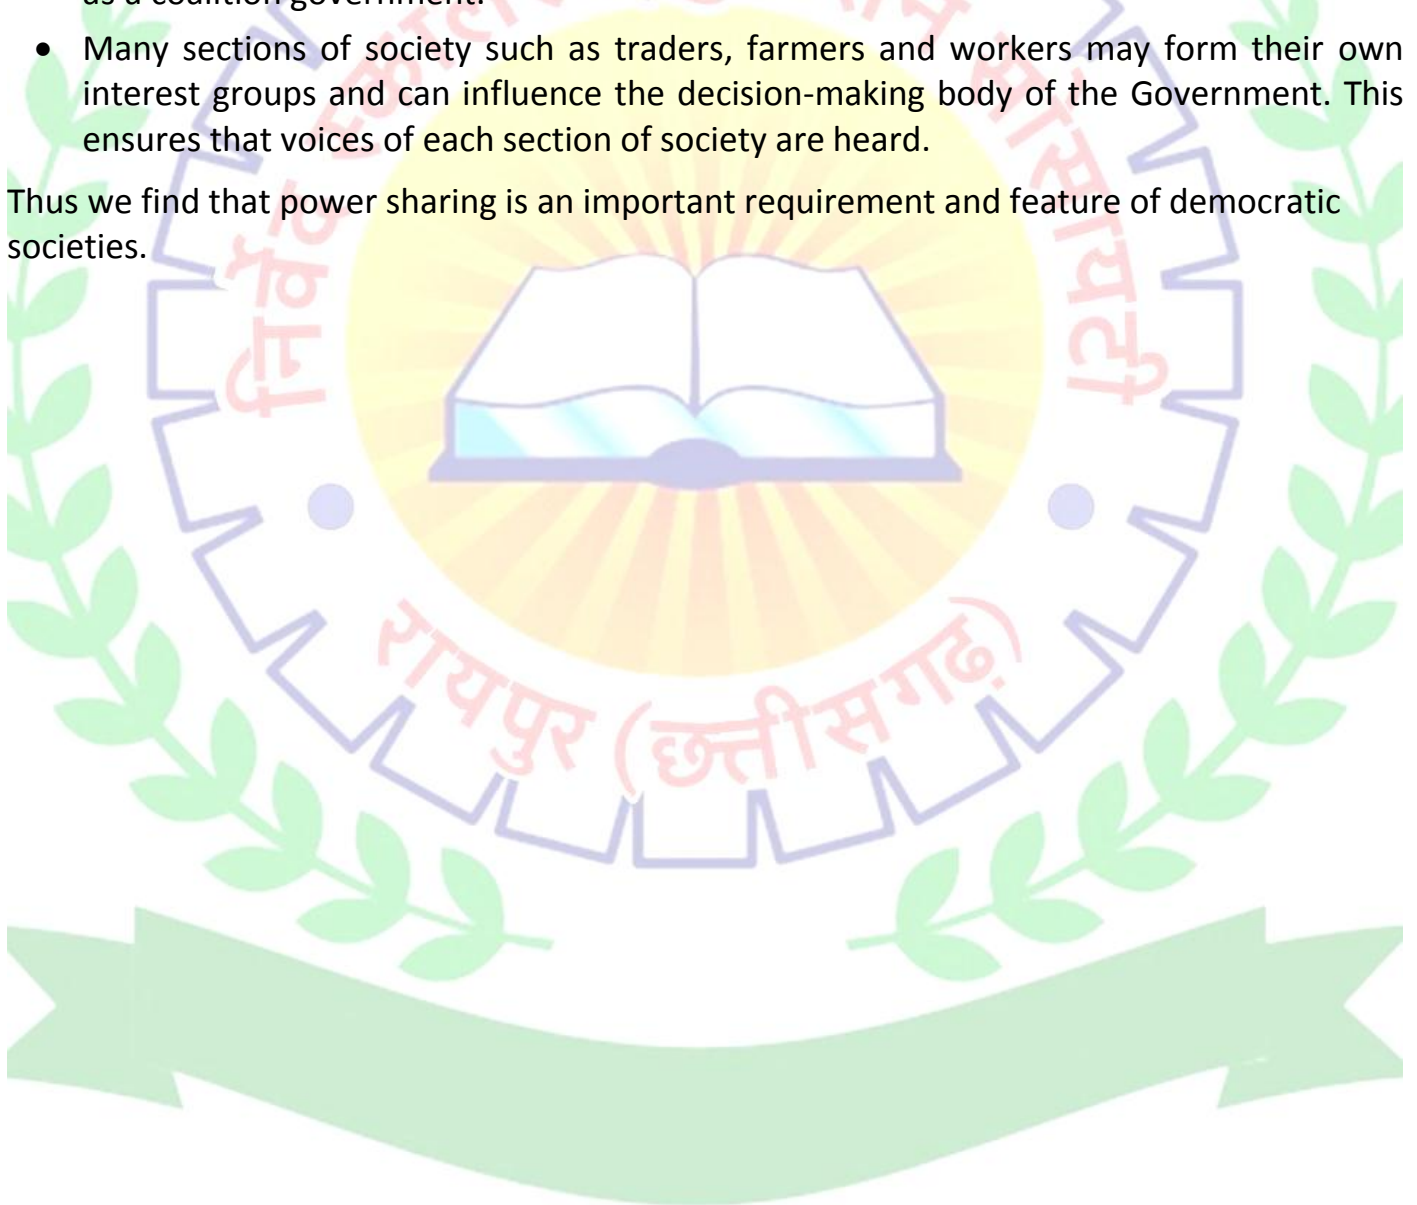 as a coalition government.
• Many sections of society such as traders, farmers and workers may form their own
interest groups and can influence the decision-making body of the Government. This
ensures that voices of each section of society are heard.
Thus we find that power sharing is an important requirement and feature of democratic
societies.
निर्वेद
सोसायटी
रायपुर (छत्तीसगढ़)